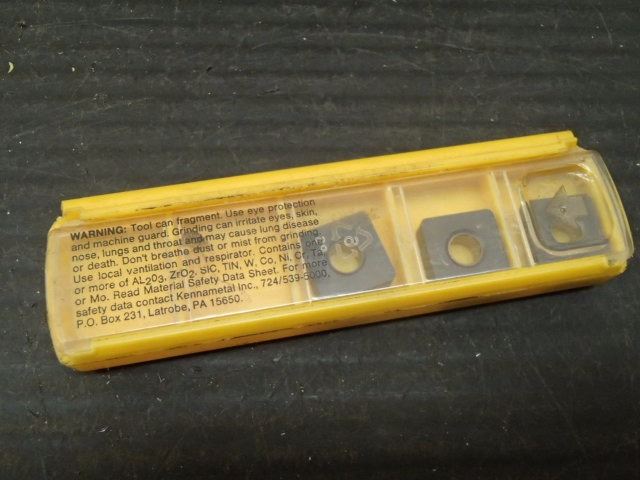 WARNING: Tool can fragment. Use eye protection
and machine guard. Grinding can irritate eyes, skin,
nose, lungs and throat and may cause lung disease
or death. Don't breathe dust or mist from grinding.
Use local ventilation and respirator. Contains one
or more of AL2O3, ZrO2, SiC, TiN, W, Co, Ni, Cr, Ta,
or Mo. Read Material Safety Data Sheet. For more
safety data contact Kennametal Inc., 724/539-5000,
P.O. Box 231, Latrobe, PA 15650.